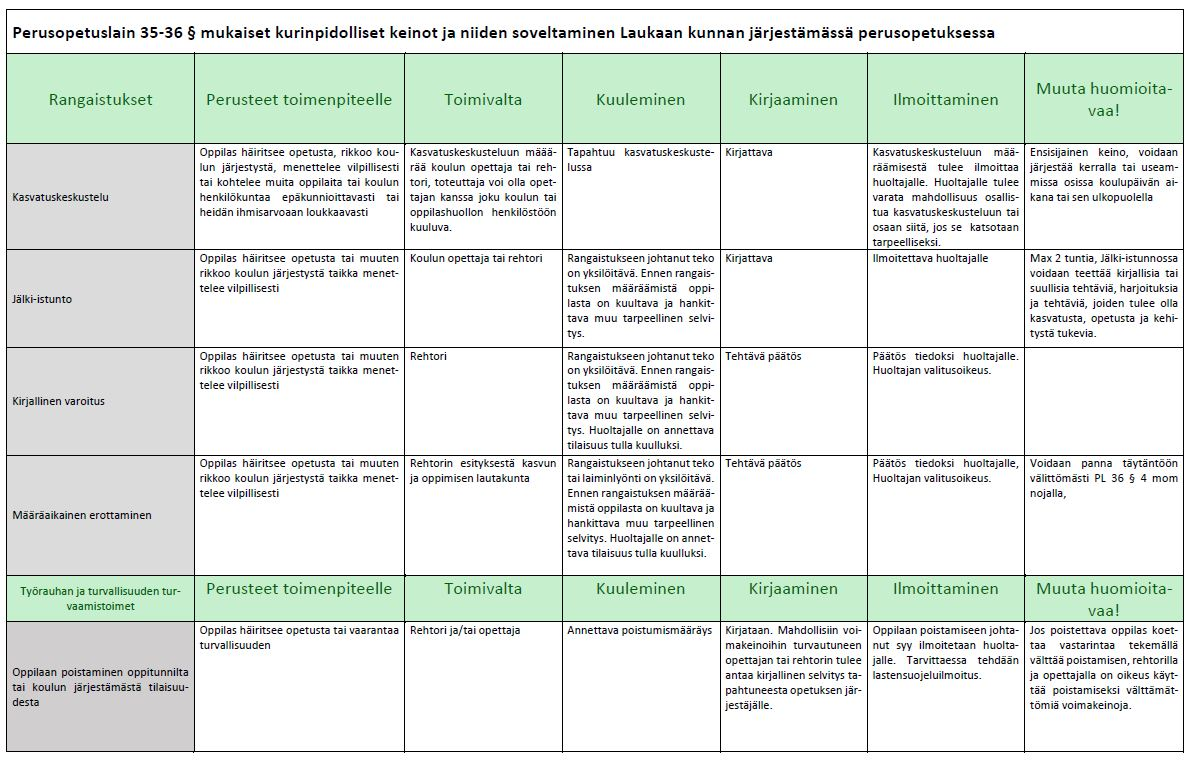 Perusopetuslain 35-36 § mukaiset kurinpidolliset keinot ja niiden soveltaminen Laukaan kunnan järjestämässä perusopetuksessa
Rangaistukset
Perusteet toimenpiteelle
Toimivalta
Kuuleminen
Kirjaaminen
Ilmoittaminen
Muuta huomioita-
vaa!
Kasvatuskeskustelu
Oppilas häiritsee opetusta, rikkoo kou-
lun järjestystä, menettelee vilpillisesti
tai kohtelee muita oppilaita tai koulun
henkilökuntaa epäkunnioittavasti tai
heidän ihmisarvoaan loukkaavasti
Kasvatuskeskusteluun määä-
rää koulun opettaja tai reh-
tori, toteuttaja voi olla opet-
tajan kanssa joku koulun tai
oppilashuollon henkilöstöön
kuuluva.
Tapahtuu kasvatuskeskuste-
lussa
Kirjattava
Kasvatuskeskusteluun mää-
räämisestä tulee ilmoittaa
huoltajalle. Huoltajalle tulee
varata mahdollisuus osallis-
tua kasvatuskeskusteluun tai
osaan siitä, jos se katsotaan
tarpeelliseksi.
Ensisijainen keino, voidaan
järjestää kerralla tai useam-
missa osissa koulupäivän ai-
kana tai sen ulkopuolella
Jälki-istunto
Oppilas häiritsee opetusta tai muuten
rikkoo koulun järjestystä taikka menet-
telee vilpillisesti
Koulun opettaja tai rehtori
Rangaistukseen johtanut teko
on yksilöitävä. Ennen rangais-
tuksen määräämistä oppi-
lasta on kuultava ja hankit-
tava muu tarpeellinen selvi-
tys.
Kirjattava
Ilmoitettava huoltajalle
Max 2 tuntia, Jälki-istunnossa
voidaan teettää kirjallisia tai
suullisia tehtäviä, harjoituksia
ja tehtäviä, joiden tulee olla
kasvatusta, opetusta ja kehi-
tystä tukevia.
Kirjallinen varoitus
Oppilas häiritsee opetusta tai muuten
rikkoo koulun järjestystä taikka menet-
telee vilpillisesti
Rehtori
Rangaistukseen johtanut teko
on yksilöitävä. Ennen rangais-
tuksen määräämistä oppi-
lasta on kuultava ja hankit-
tava muu tarpeellinen selvi-
tys. Huoltajalle on annettava
tilaisuus tulla kuulluksi.
Tehtävä päätös
Päätös tiedoksi huoltajalle.
Huoltajan valitusoikeus.
Määräaikainen erottaminen
Oppilas häiritsee opetusta tai muuten
rikkoo koulun järjestystä taikka menet-
telee vilpillisesti
Rehtorin esityksestä kasvun
ja oppimisen lautakunta
Rangaistukseen johtanut teko
tai laiminlyönti on yksilöitävä.
Ennen rangaistuksen määrää-
mistä oppilasta on kuultava ja
hankittava muu tarpeellinen
selvitys. Huoltajalle on annet-
tava tilaisuus tulla kuulluksi.
Tehtävä päätös
Päätös tiedoksi huoltajalle,
Huoltajan valitusoikeus.
Voidaan panna täytäntöön
välittömästi PL 36 § 4 mom
nojalla,
Työrauhan ja turvallisuuden tur-
vaamistoimet
Perusteet toimenpiteelle
Toimivalta
Kuuleminen
Kirjaaminen
Ilmoittaminen
Muuta huomioita-
vaa!
Oppilaan poistaminen oppitunnilta
tai koulun järjestämästä tilaisuu-
desta
Oppilas häiritsee opetusta tai vaarantaa
turvallisuuden
Rehtori ja/tai opettaja
Annettava poistumismääräys
Kirjataan. Mahdollisiin voi-
makeinoihin turvautuneen
opettajan tai rehtorin tulee
antaa kirjallinen selvitys ta-
pahtuneesta opetuksen jär-
jestäjälle.
Oppilaan poistamiseen johta-
nut syy ilmoitetaan huolta-
jalle. Tarvittaessa tehdään
lastensuojeluilmoitus.
Jos poistettava oppilas koet-
taa vastarintaa tekemällä
välttää poistamisen, rehtorilla
ja opettajalla on oikeus käyt-
tää poistamiseksi välttämät-
tömiä voimakeinoja.